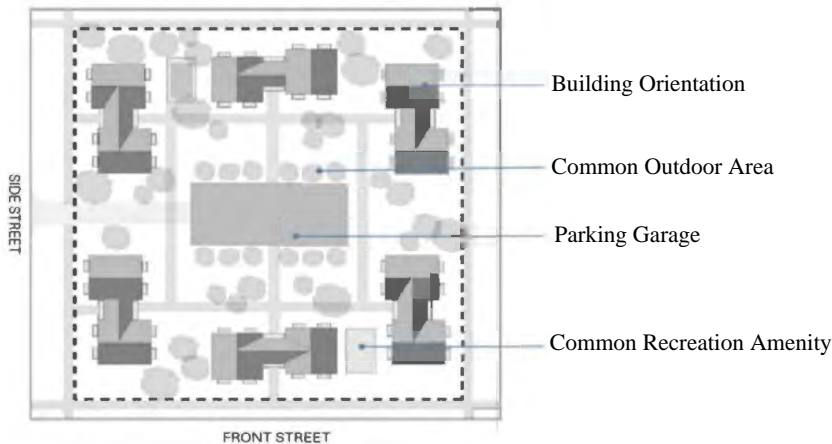 Building Orientation
Common Outdoor Area
SIDE STREET
Parking Garage
Common Recreation Amenity
FRONT STREET